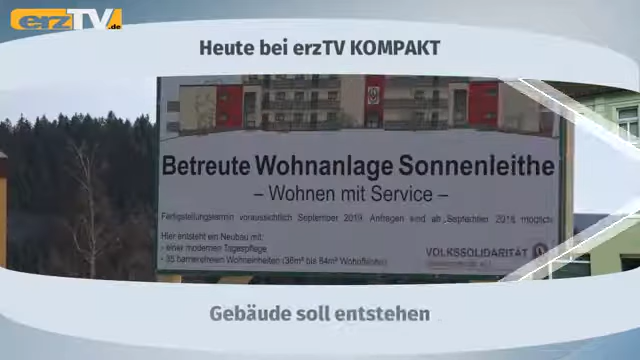 erzTV.de
Heute bei erzTV KOMPAKT
Betreute Wohnanlage Sonnenleithe
– Wohnen mit Service –
Fertigstellungstermin voraussichtlich September 2019. Anfragen sind ab September 2018 möglich.
Hier entsteht ein Neubau mit:
- einer modernen Tagespflege
- 35 barrierefreien Wohneinheiten (36m² bis 84m² Wohnfläche)
VOLKSSOLIDARITÄT
Gebäude soll entstehen